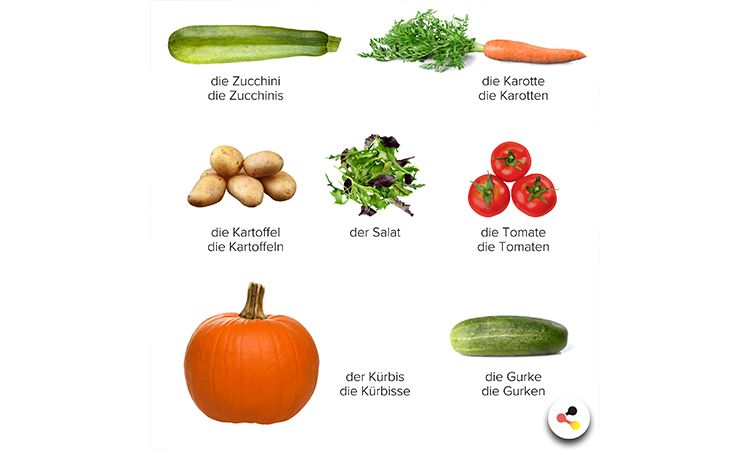 die Zucchini
die Zucchinis
die Karotte
die Karotten
die Kartoffel
die Kartoffeln
der Salat
die Tomate
die Tomaten
der Kürbis
die Kürbisse
die Gurke
die Gurken